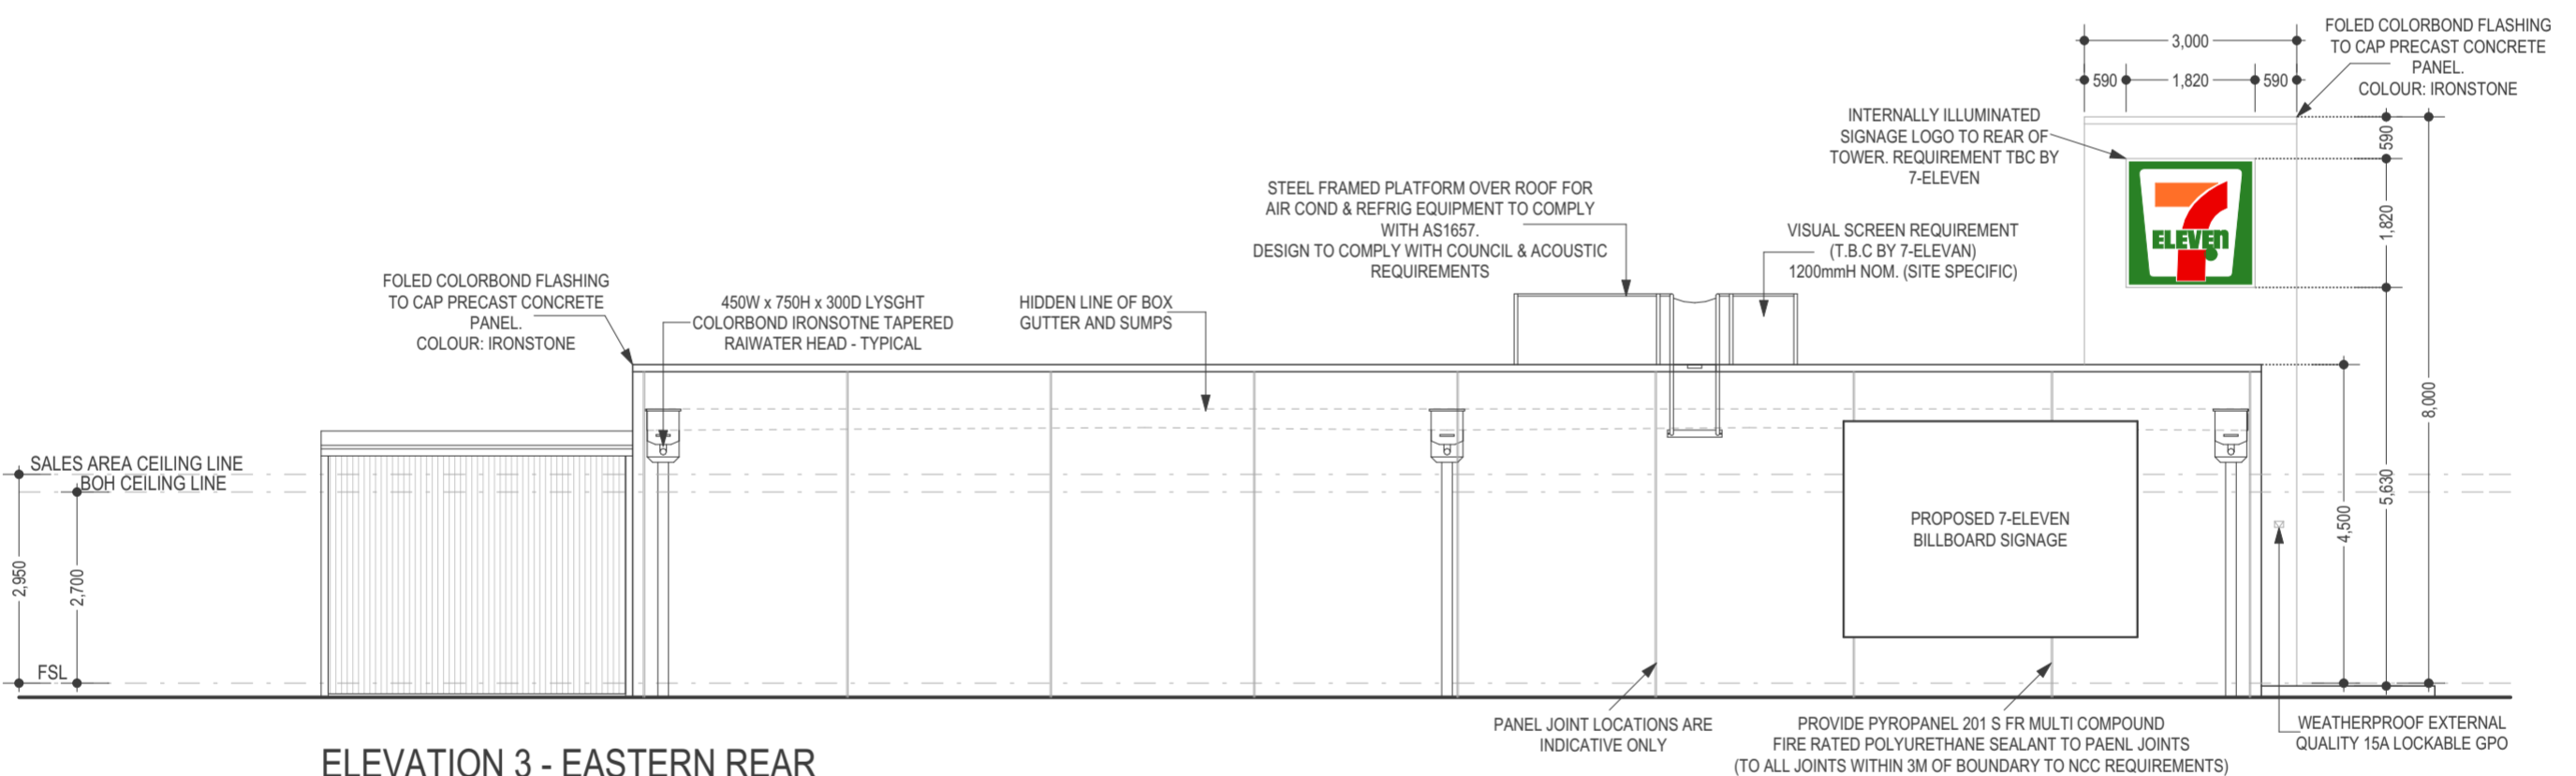 FOLED COLORBOND FLASHING
TO CAP PRECAST CONCRETE
PANEL.
COLOUR: IRONSTONE
3,000
590
1,820
590
INTERNALLY ILLUMINATED
SIGNAGE LOGO TO REAR OF
TOWER. REQUIREMENT TBC BY
7-ELEVEN
590
7
ELEVEn
1,820
STEEL FRAMED PLATFORM OVER ROOF FOR
AIR COND & REFRIG EQUIPMENT TO COMPLY
WITH AS1657.
DESIGN TO COMPLY WITH COUNCIL & ACOUSTIC
REQUIREMENTS
VISUAL SCREEN REQUIREMENT
(T.B.C BY 7-ELEVAN)
1200mmH NOM. (SITE SPECIFIC)
FOLED COLORBOND FLASHING
TO CAP PRECAST CONCRETE
PANEL.
COLOUR: IRONSTONE
450W x 750H x 300D LYSGHT
COLORBOND IRONSOTNE TAPERED
RAIWATER HEAD - TYPICAL
HIDDEN LINE OF BOX
GUTTER AND SUMPS
8,000
5,630
4,500
SALES AREA CEILING LINE
BOH CEILING LINE
2,950
2,700
FSL
PROPOSED 7-ELEVEN
BILLBOARD SIGNAGE
PANEL JOINT LOCATIONS ARE
INDICATIVE ONLY
PROVIDE PYROPANEL 201 S FR MULTI COMPOUND
FIRE RATED POLYURETHANE SEALANT TO PAENL JOINTS
(TO ALL JOINTS WITHIN 3M OF BOUNDARY TO NCC REQUIREMENTS)
WEATHERPROOF EXTERNAL
QUALITY 15A LOCKABLE GPO
ELEVATION 3 - EASTERN REAR